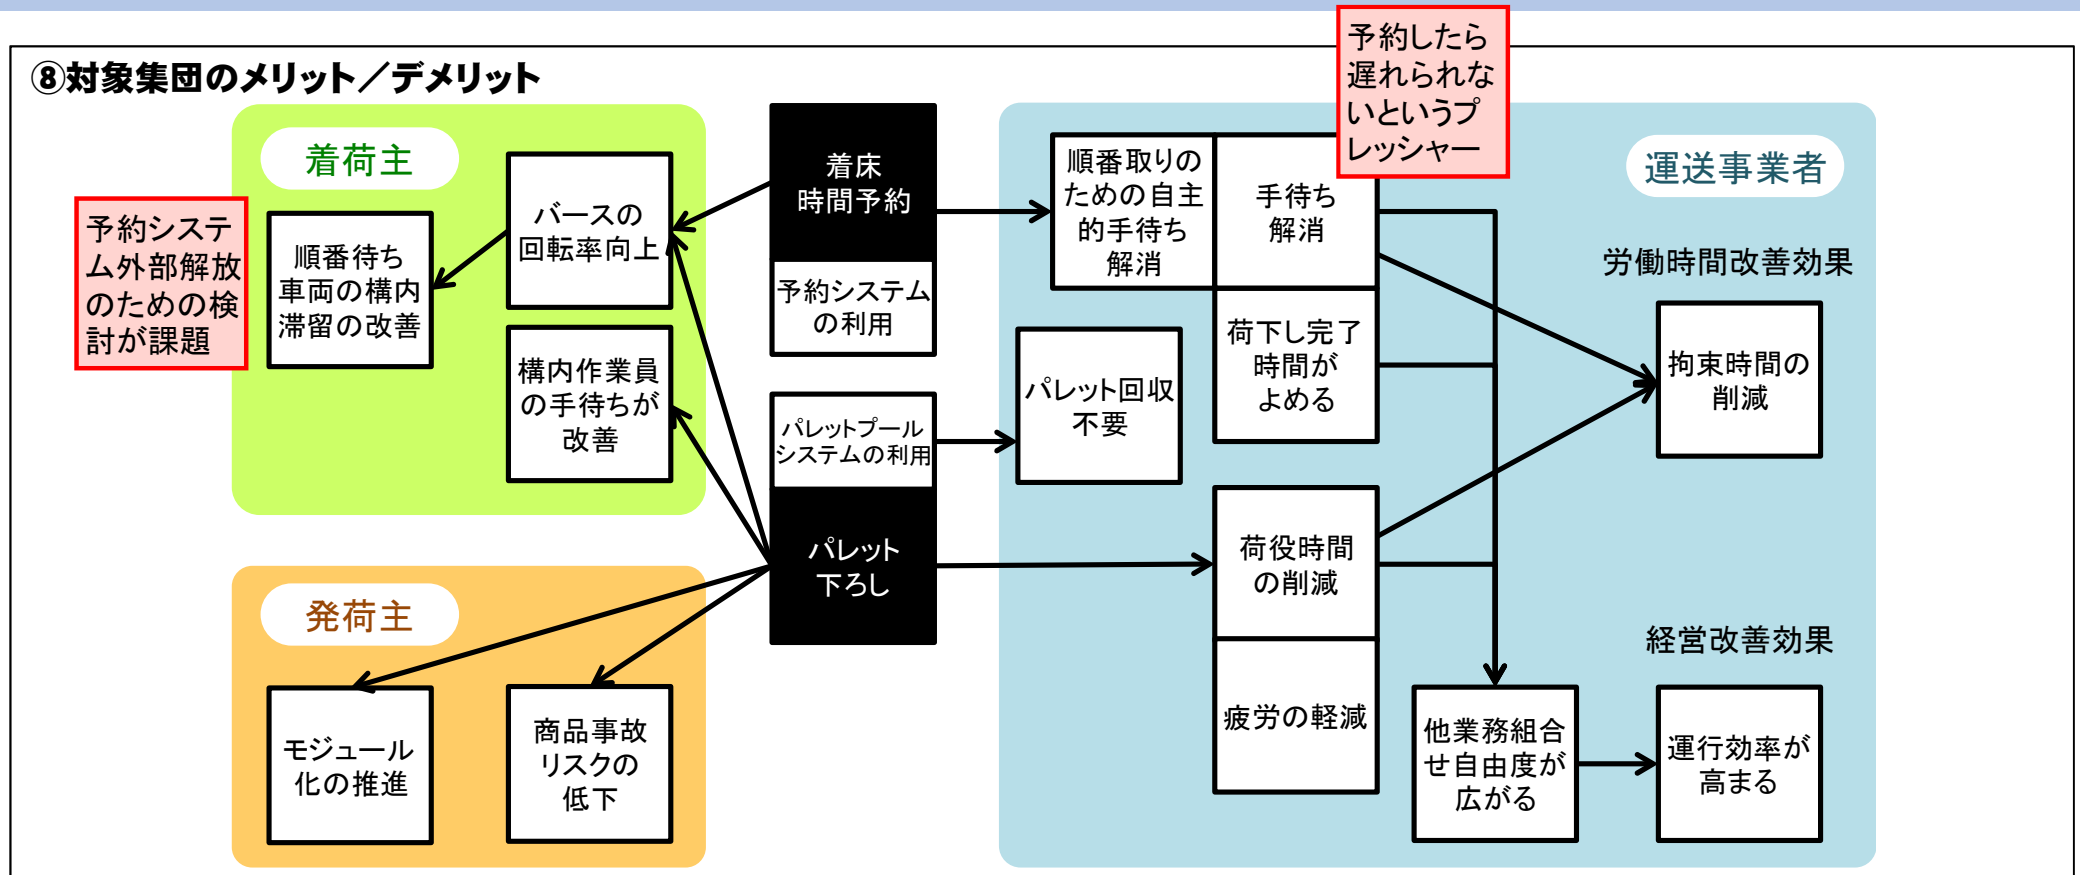 ⑧対象集団のメリット／デメリット
着荷主
予約システ
ム外部解放
のための検
討が課題
順番待ち
車両の構内
滞留の改善
バースの
回転率向上
構内作業員
の手待ちが
改善
発荷主
モジュール
化の推進
商品事故
リスクの
低下
着床
時間予約
予約システム
の利用
パレットプール
システムの利用
パレット
下ろし
予約したら
遅れられな
いというプ
レッシャー
運送事業者
順番取りの
ための自主
的手待ち
解消
手待ち
解消
荷下し完了
時間が
よめる
パレット回収
不要
荷役時間
の削減
疲労の軽減
労働時間改善効果
拘束時間の
削減
経営改善効果
他業務組合
せ自由度が
広がる
運行効率が
高まる